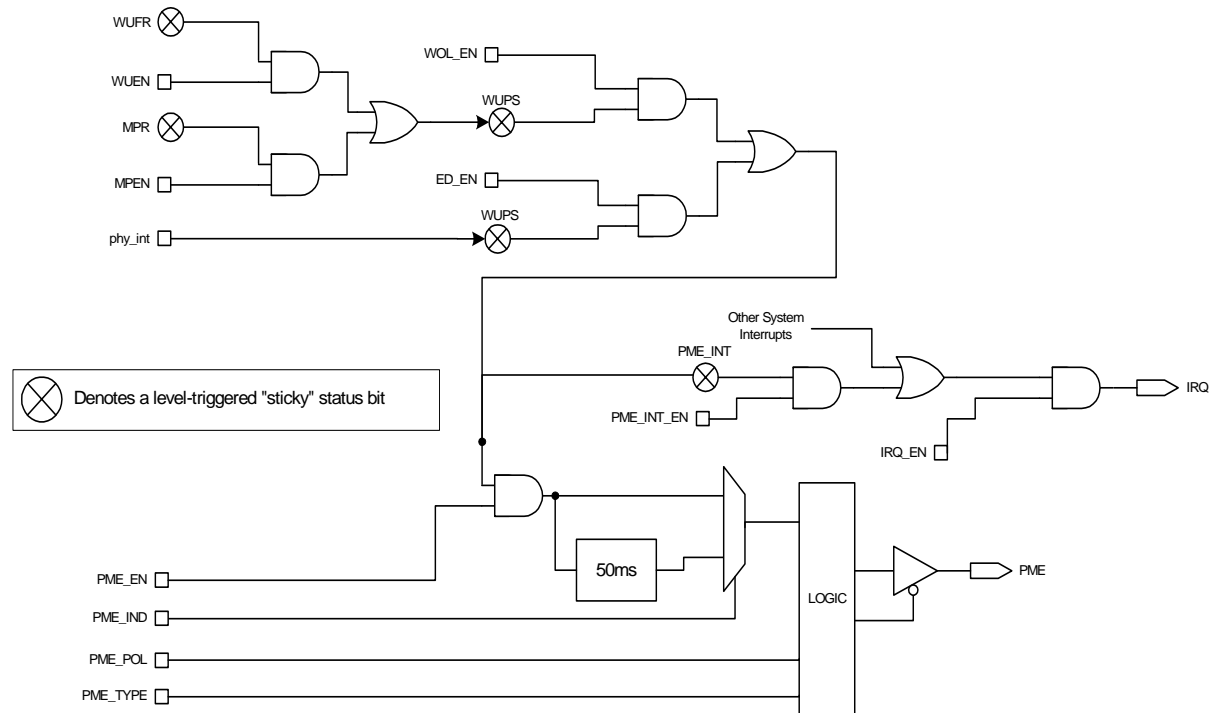 WUFR
WUEN
MPR
MPEN
phy_int
WOL_EN
WUPS
ED_EN
WUPS
Other System
Interrupts
PME_INT
PME_INT_EN
IRQ
IRQ_EN
Denotes a level-triggered "sticky" status bit
50ms
PME_EN
PME_IND
PME_POL
PME_TYPE
LOGIC
PME